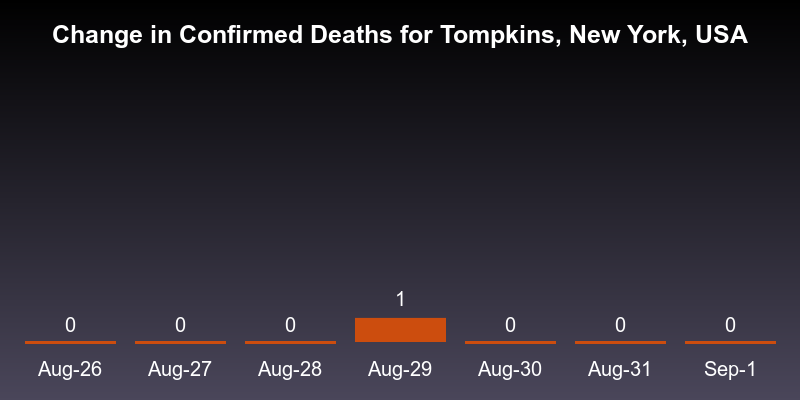 Change in Confirmed Deaths for Tompkins, New York, USA
1
0 0 0 0 0 0
Aug-26 Aug-27 Aug-28 Aug-29 Aug-30 Aug-31 Sep-1